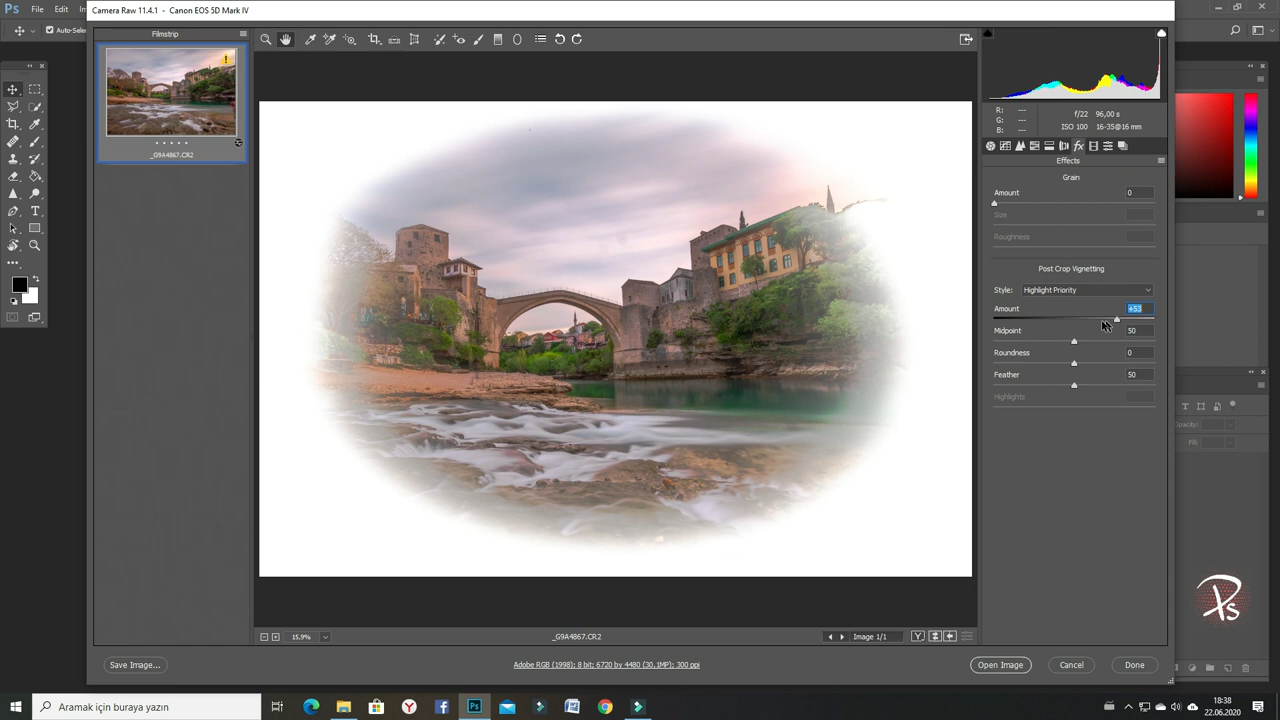 Camera Raw 11.4.1 - Canon EOS 5D Mark IV
Ps File Edit
Auto-Sele
Filmstrip
_G9A4867.CR2
R: ---
G: ---
B: ---
f/22 96,00 s
ISO 100 16-35@16 mm
fx
Effects
Grain
Amount 0
Size
Roughness
Post Crop Vignetting
Style: Highlight Priority
Amount +53
Midpoint 50
Roundness 0
Feather 50
Highlights
Opacity:
Fill:
Ps
15.9%
_G9A4867.CR2
Image 1/1
Y
Save Image...
Adobe RGB (1998); 8 bit; 6720 by 4480 (30,1MP); 300 ppi
Open Image
Cancel
Done
Aramak için buraya yazın
18:38
22.06.2020